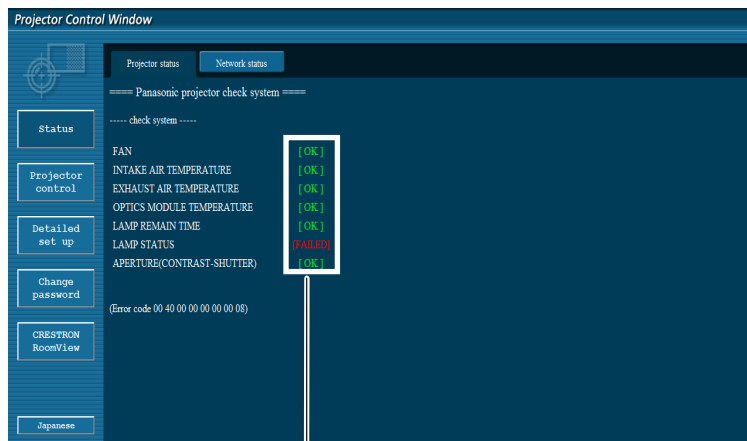 Projector Control Window
Projector status
Network status
==== Panasonic projector check system ====
----- check system -----
FAN [ OK ]
INTAKE AIR TEMPERATURE [ OK ]
EXHAUST AIR TEMPERATURE [ OK ]
OPTICS MODULE TEMPERATURE [ OK ]
LAMP REMAIN TIME [ OK ]
LAMP STATUS [FAILED]
APERTURE(CONTRAST-SHUTTER) [ OK ]
(Error code 00 40 00 00 00 00 00 08)
Status
Projector
control
Detailed
set up
Change
password
CRESTRON
RoomView
Japanese